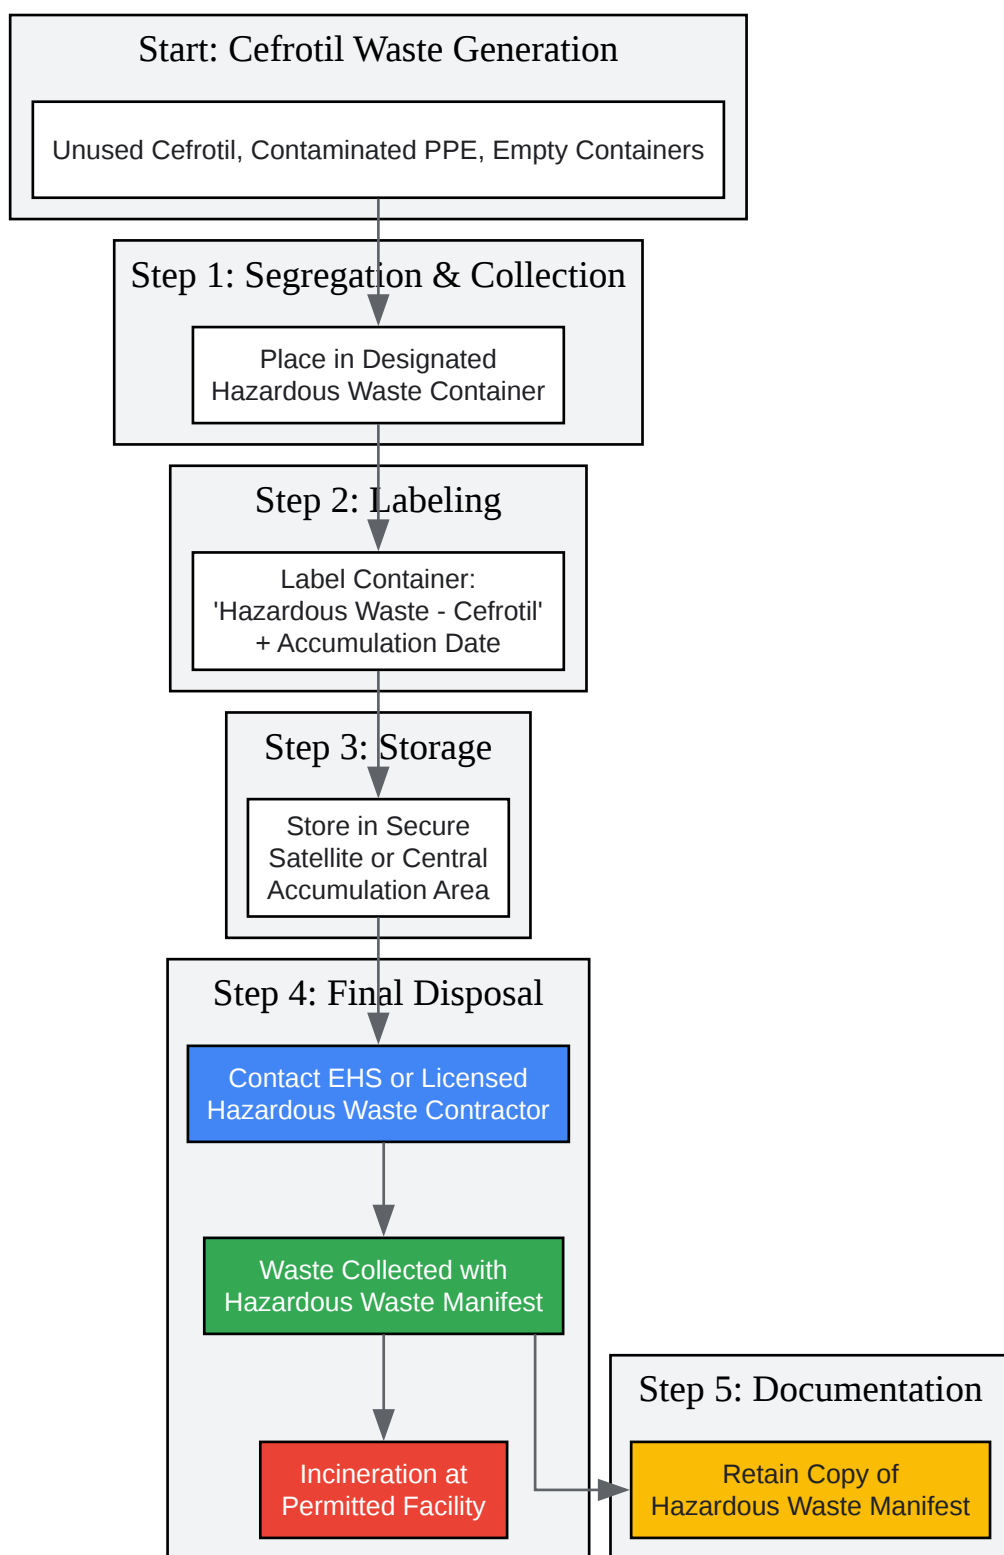 Start: Cefrotil Waste Generation
Unused Cefrotil, Contaminated PPE, Empty Containers
Step 1: Segregation & Collection
Place in Designated
Hazardous Waste Container
Step 2: Labeling
Label Container:
'Hazardous Waste - Cefrotil'
+ Accumulation Date
Step 3: Storage
Store in Secure
Satellite or Central
Accumulation Area
Step 4: Final Disposal
Contact EHS or Licensed
Hazardous Waste Contractor
Waste Collected with
Hazardous Waste Manifest
Incineration at
Permitted Facility
Step 5: Documentation
Retain Copy of
Hazardous Waste Manifest